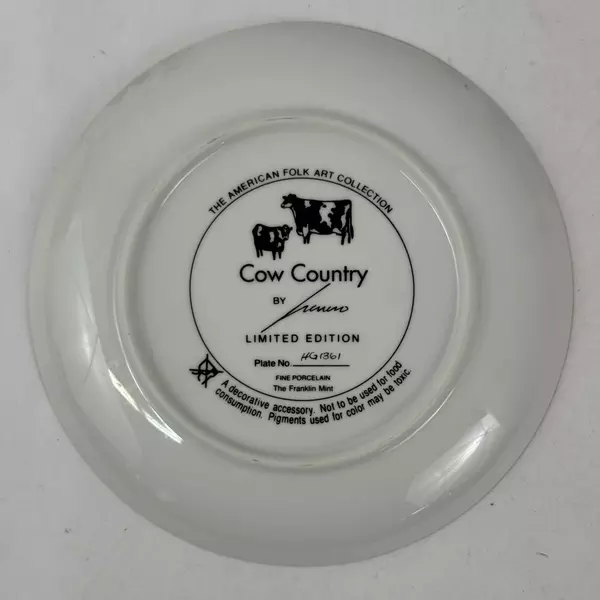 THE AMERICAN FOLK ART COLLECTION
Cow Country
BY
LIMITED EDITION
Plate No. HG1361
FINE PORCELAIN
The Franklin Mint
A decorative accessory. Not to be used for food
consumption. Pigments used for color may be toxic.